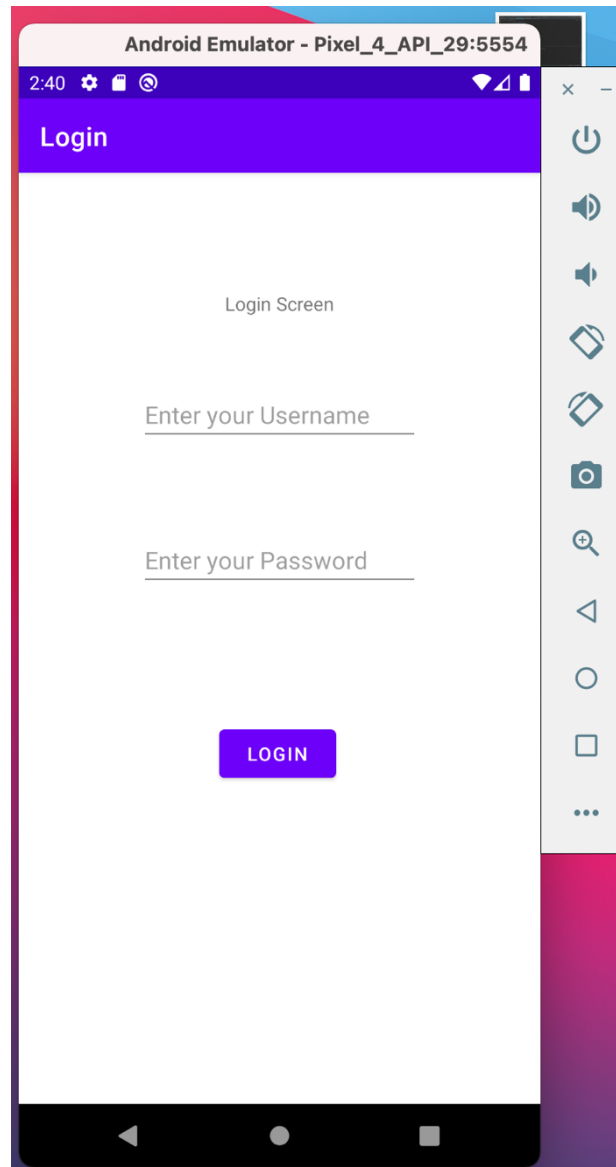 Android Emulator - Pixel_4_API_29:5554
2:40
Login
Login Screen
Enter your Username
Enter your Password
LOGIN